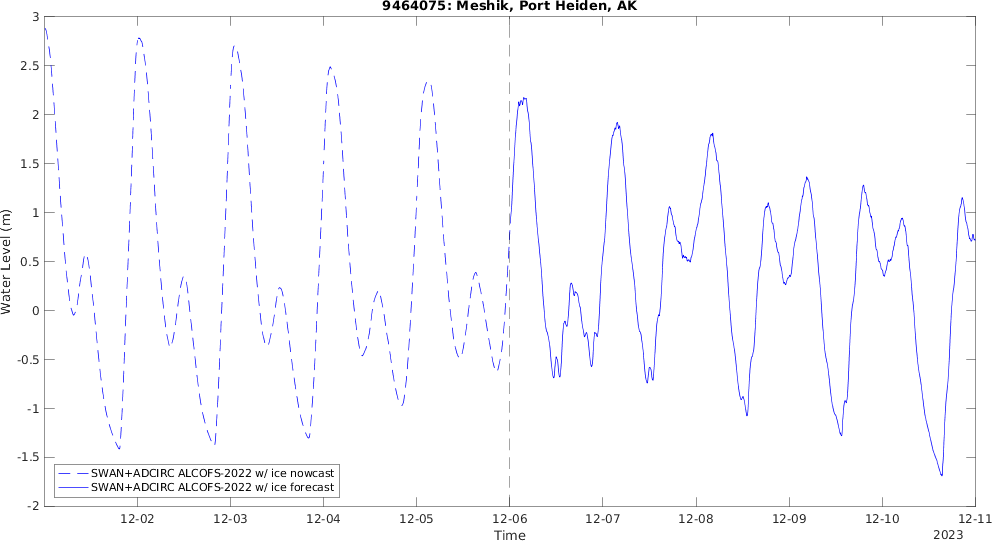 9464075: Meshik, Port Heiden, AK
3
2.5
2
1.5
1
0.5
0
-0.5
-1
-1.5
-2
Water Level (m)
SWAN+ADCIRC ALCOFS-2022 w/ ice nowcast
SWAN+ADCIRC ALCOFS-2022 w/ ice forecast
12-02 12-03 12-04 12-05 12-06 12-07 12-08 12-09 12-10 12-11
Time
2023